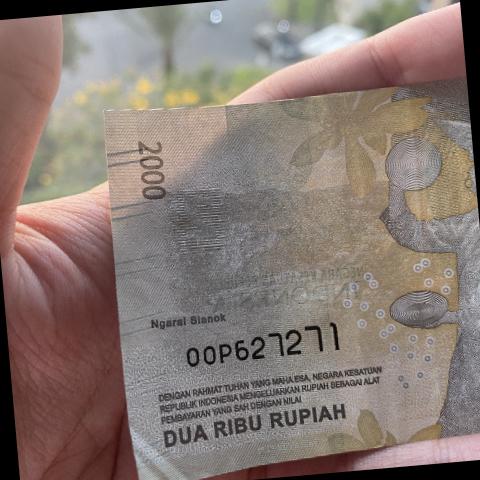 2000
Ngarai Sianok
OOP627271
DENGAN RAHMAT TUHAN YANG MAHA ESA, NEGARA KESATUAN
REPUBLIK INDONESIA MENGELUARKAN RUPIAH SEBAGAI ALAT
PEMBAYARAN YANG SAH DENGAN NILAI
DUA RIBU RUPIAH